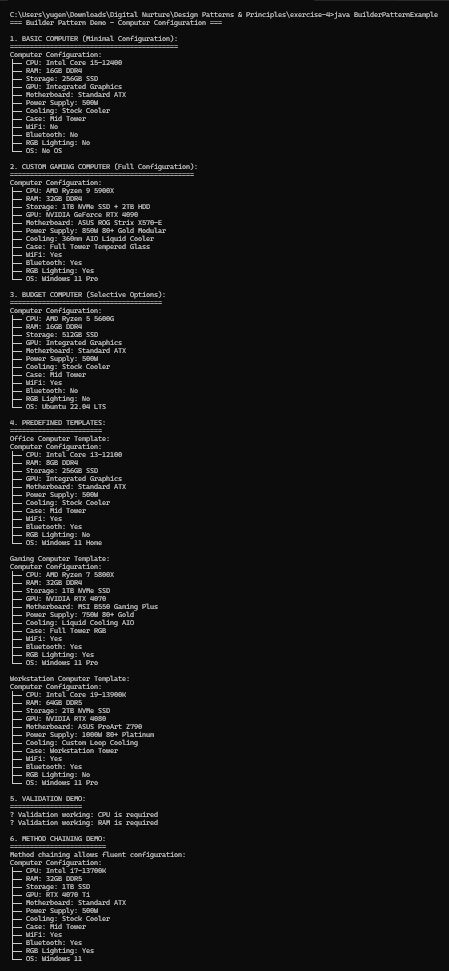 C:\Users\yugen\Downloads\Digital Nurture\Design Patterns & Principles\exercise-4>java BuilderPatternExample
=== Builder Pattern Demo - Computer Configuration ===
1. BASIC COMPUTER (Minimal Configuration):
==========================================
Computer Configuration:
├── CPU: Intel Core i5-12400
├── RAM: 16GB DDR4
├── Storage: 256GB SSD
├── GPU: Integrated Graphics
├── Motherboard: Standard ATX
├── Power Supply: 500W
├── Cooling: Stock Cooler
├── Case: Mid Tower
├── WiFi: No
├── Bluetooth: No
├── RGB Lighting: No
└── OS: No OS
2. CUSTOM GAMING COMPUTER (Full Configuration):
==============================================
Computer Configuration:
├── CPU: AMD Ryzen 9 5900X
├── RAM: 32GB DDR4
├── Storage: 1TB NVMe SSD + 2TB HDD
├── GPU: NVIDIA GeForce RTX 4090
├── Motherboard: ASUS ROG Strix X570-E
├── Power Supply: 850W 80+ Gold Modular
├── Cooling: 360mm AIO Liquid Cooler
├── Case: Full Tower Tempered Glass
├── WiFi: Yes
├── Bluetooth: Yes
├── RGB Lighting: Yes
└── OS: Windows 11 Pro
3. BUDGET COMPUTER (Selective Options):
======================================
Computer Configuration:
├── CPU: AMD Ryzen 5 5600G
├── RAM: 16GB DDR4
├── Storage: 512GB SSD
├── GPU: Integrated Graphics
├── Motherboard: Standard ATX
├── Power Supply: 500W
├── Cooling: Stock Cooler
├── Case: Mid Tower
├── WiFi: Yes
├── Bluetooth: No
├── RGB Lighting: No
└── OS: Ubuntu 22.04 LTS
4. PREDEFINED TEMPLATES:
=======================
Office Computer Template:
Computer Configuration:
├── CPU: Intel Core i3-12100
├── RAM: 8GB DDR4
├── Storage: 256GB SSD
├── GPU: Integrated Graphics
├── Motherboard: Standard ATX
├── Power Supply: 500W
├── Cooling: Stock Cooler
├── Case: Mid Tower
├── WiFi: Yes
├── Bluetooth: Yes
├── RGB Lighting: No
└── OS: Windows 11 Home
Gaming Computer Template:
Computer Configuration:
├── CPU: AMD Ryzen 7 5800X
├── RAM: 32GB DDR4
├── Storage: 1TB NVMe SSD
├── GPU: NVIDIA RTX 4070
├── Motherboard: MSI B550 Gaming Plus
├── Power Supply: 750W 80+ Gold
├── Cooling: Liquid Cooling AIO
├── Case: Full Tower RGB
├── WiFi: Yes
├── Bluetooth: Yes
├── RGB Lighting: Yes
└── OS: Windows 11 Pro
Workstation Computer Template:
Computer Configuration:
├── CPU: Intel Core i9-13900K
├── RAM: 64GB DDR5
├── Storage: 2TB NVMe SSD
├── GPU: NVIDIA RTX 4080
├── Motherboard: ASUS ProArt Z790
├── Power Supply: 1000W 80+ Platinum
├── Cooling: Custom Loop Cooling
├── Case: Workstation Tower
├── WiFi: Yes
├── Bluetooth: Yes
├── RGB Lighting: No
└── OS: Windows 11 Pro
5. VALIDATION DEMO:
==================
? Validation working: CPU is required
? Validation working: RAM is required
6. METHOD CHAINING DEMO:
========================
Method chaining allows fluent configuration:
Computer Configuration:
├── CPU: Intel i7-13700K
├── RAM: 32GB DDR5
├── Storage: 1TB SSD
├── GPU: RTX 4070 Ti
├── Motherboard: Standard ATX
├── Power Supply: 500W
├── Cooling: Stock Cooler
├── Case: Mid Tower
├── WiFi: Yes
├── Bluetooth: Yes
├── RGB Lighting: Yes
└── OS: Windows 11